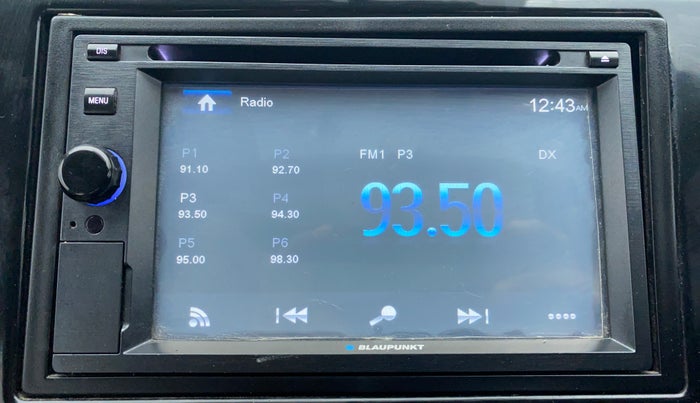 DIS
MENU
Radio
12:43AM
P1
91.10
P2
92.70
P3
93.50
P4
94.30
P5
95.00
P6
98.30
FM1 P3
DX
93.50
BLAUPUNKT